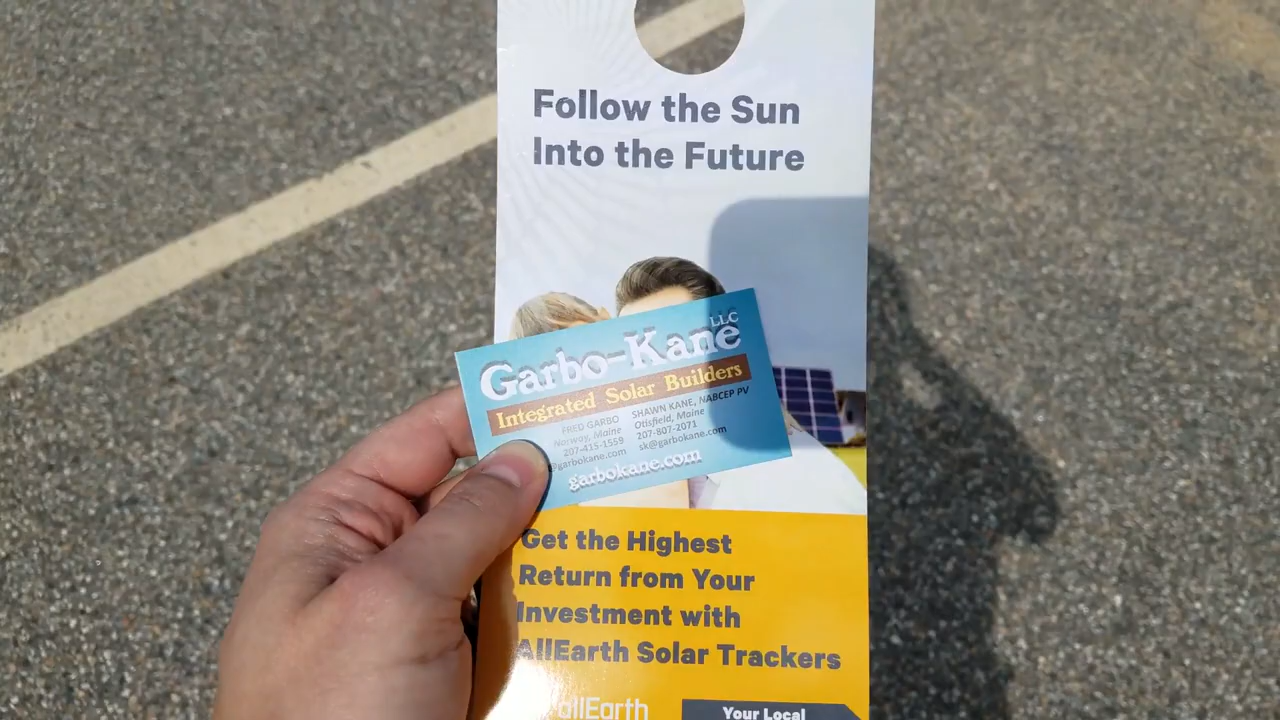 Follow the Sun
Into the Future
Garbo-Kane LLC
Integrated Solar Builders
FRED GARBO
Norway, Maine
207-415-1559
@garbokane.com
SHAWN KANE, NABCEP PV
Otisfield, Maine
207-807-2071
sk@garbokane.com
garbokane.com
Get the Highest
Return from Your
Investment with
AllEarth Solar Trackers
allEarth
Your Local